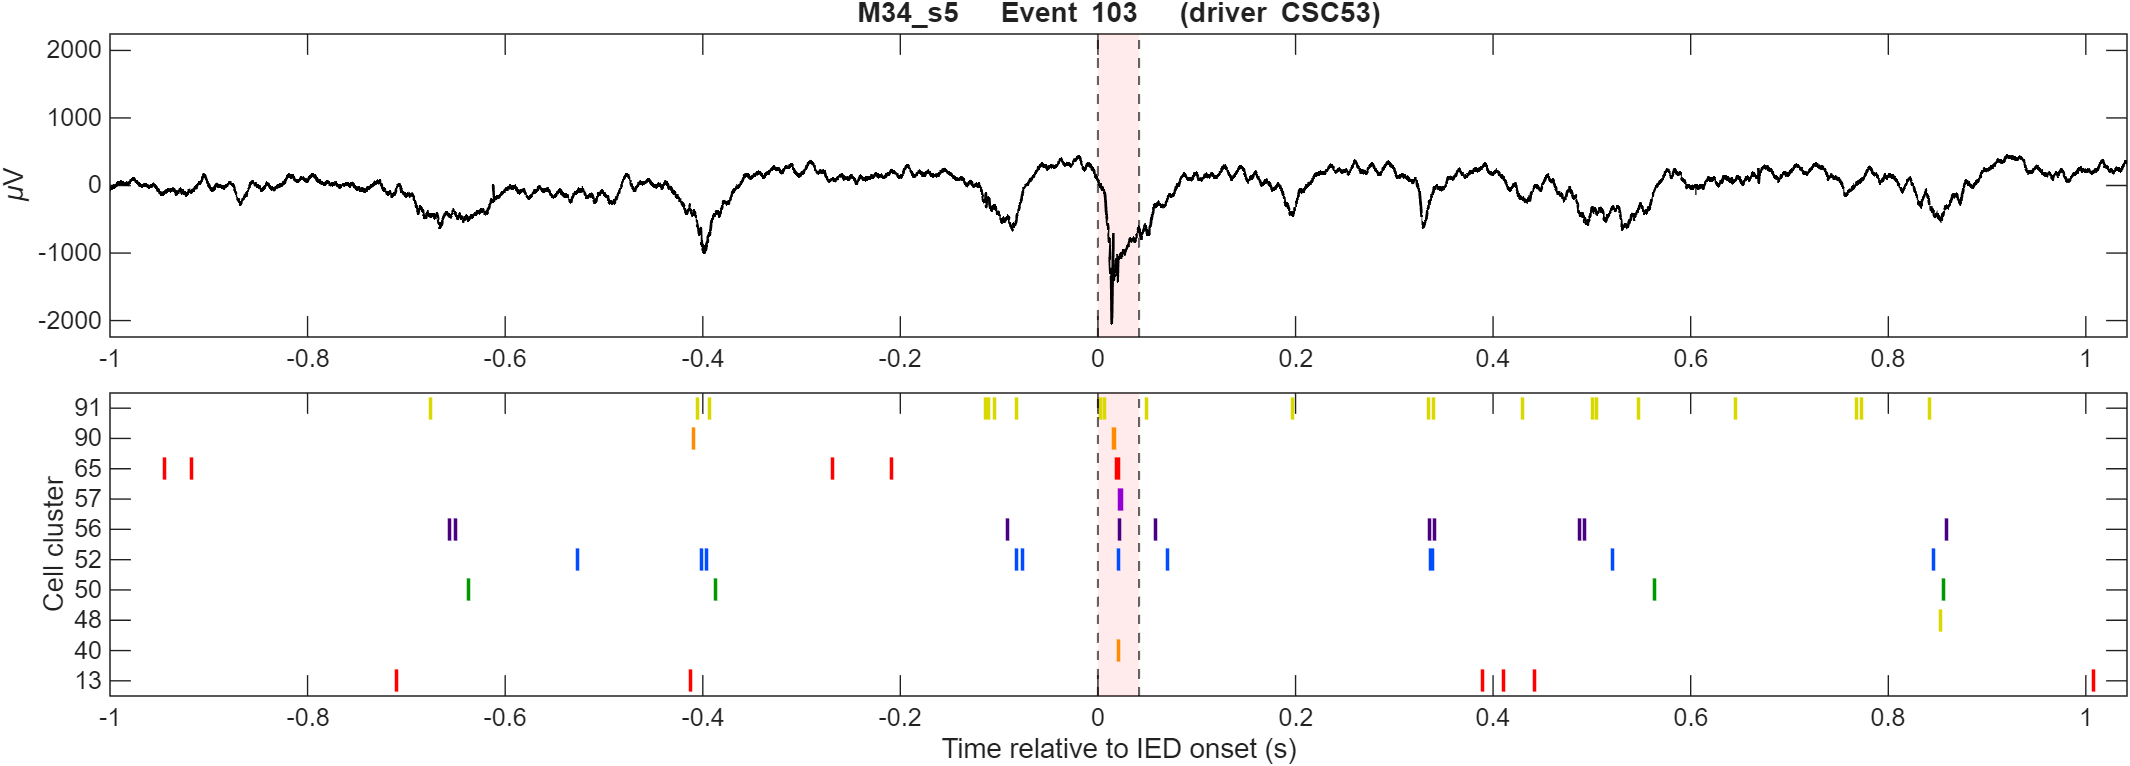 M34_s5 Event 103 (driver CSC53)
2000
1000
0
-1000
-2000
µV
-1 -0.8 -0.6 -0.4 -0.2 0 0.2 0.4 0.6 0.8 1
91
90
65
57
56
52
50
48
40
13
Cell cluster
-1 -0.8 -0.6 -0.4 -0.2 0 0.2 0.4 0.6 0.8 1
Time relative to IED onset (s)